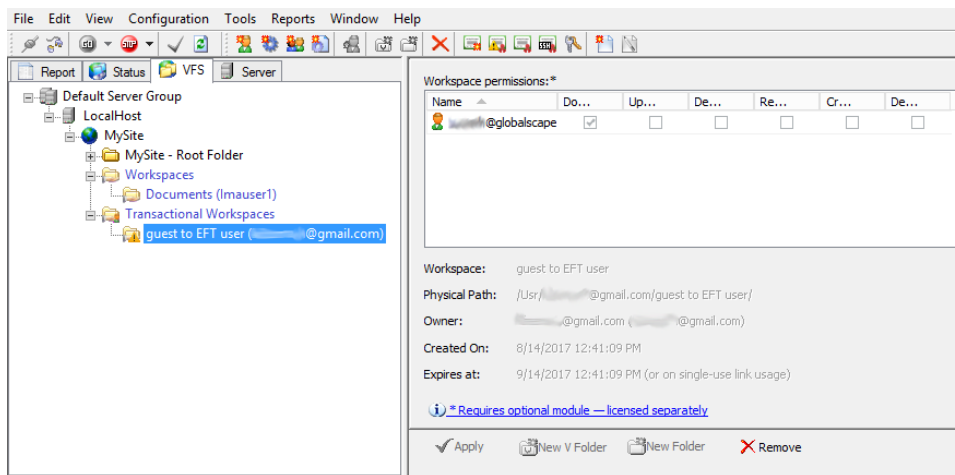 File Edit View Configuration Tools Reports Window Help
GO STOP
Report Status VFS Server
Default Server Group
LocalHost
MySite
MySite - Root Folder
Workspaces
Documents (lmauser1)
Transactional Workspaces
guest to EFT user ( @gmail.com)
Workspace permissions:*
Name Do... Up... De... Re... Cr... De...
@globalscape
Workspace: guest to EFT user
Physical Path: /Usr/ @gmail.com/guest to EFT user/
Owner: @gmail.com ( @gmail.com)
Created On: 8/14/2017 12:41:09 PM
Expires at: 9/14/2017 12:41:09 PM (or on single-use link usage)
* Requires optional module — licensed separately
Apply New V Folder New Folder Remove